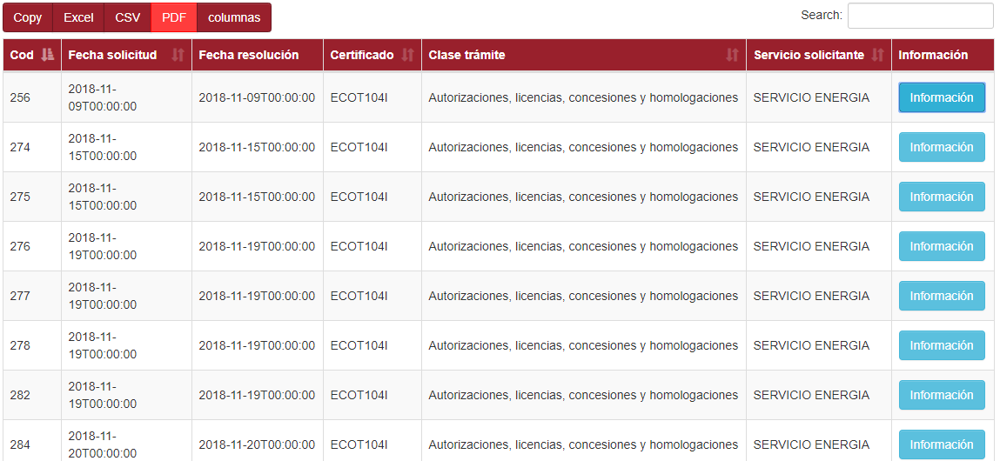 Copy Excel CSV PDF columnas Search:
Cod Fecha solicitud Fecha resolución Certificado Clase trámite Servicio solicitante Información
256 2018-11-09T00:00:00 2018-11-09T00:00:00 ECOT104I Autorizaciones, licencias, concesiones y homologaciones SERVICIO ENERGIA Información
274 2018-11-15T00:00:00 2018-11-15T00:00:00 ECOT104I Autorizaciones, licencias, concesiones y homologaciones SERVICIO ENERGIA Información
275 2018-11-15T00:00:00 2018-11-15T00:00:00 ECOT104I Autorizaciones, licencias, concesiones y homologaciones SERVICIO ENERGIA Información
276 2018-11-19T00:00:00 2018-11-19T00:00:00 ECOT104I Autorizaciones, licencias, concesiones y homologaciones SERVICIO ENERGIA Información
277 2018-11-19T00:00:00 2018-11-19T00:00:00 ECOT104I Autorizaciones, licencias, concesiones y homologaciones SERVICIO ENERGIA Información
278 2018-11-19T00:00:00 2018-11-19T00:00:00 ECOT104I Autorizaciones, licencias, concesiones y homologaciones SERVICIO ENERGIA Información
282 2018-11-19T00:00:00 2018-11-19T00:00:00 ECOT104I Autorizaciones, licencias, concesiones y homologaciones SERVICIO ENERGIA Información
284 2018-11-20T00:00:00 2018-11-20T00:00:00 ECOT104I Autorizaciones, licencias, concesiones y homologaciones SERVICIO ENERGIA Información